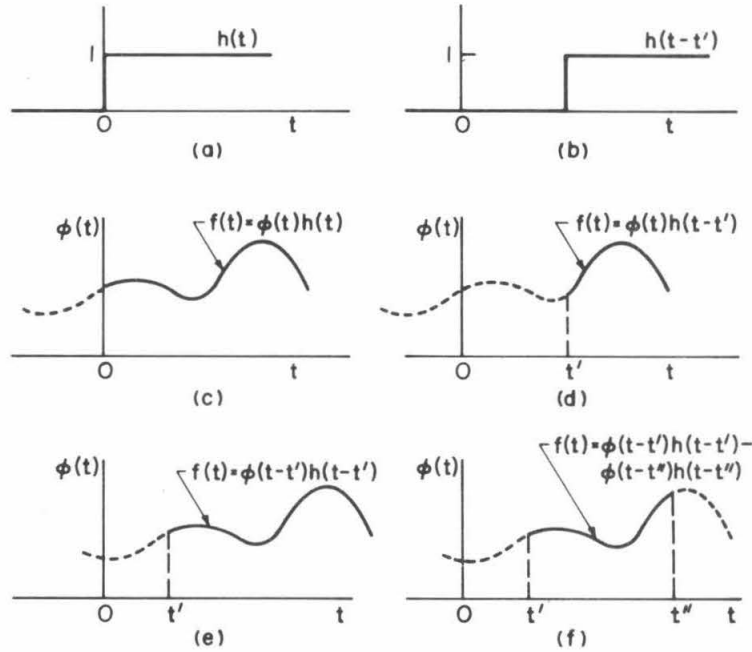 h(t)
1
0 t
(a)
h(t-t')
1
0 t
(b)
ϕ(t)
f(t)=ϕ(t)h(t)
0 t
(c)
ϕ(t)
f(t)=ϕ(t)h(t-t')
0 t' t
(d)
ϕ(t)
f(t)=ϕ(t-t')h(t-t')
0 t' t
(e)
f(t)=ϕ(t-t')h(t-t')-
ϕ(t-t")h(t-t")
ϕ(t)
0 t' t" t
(f)